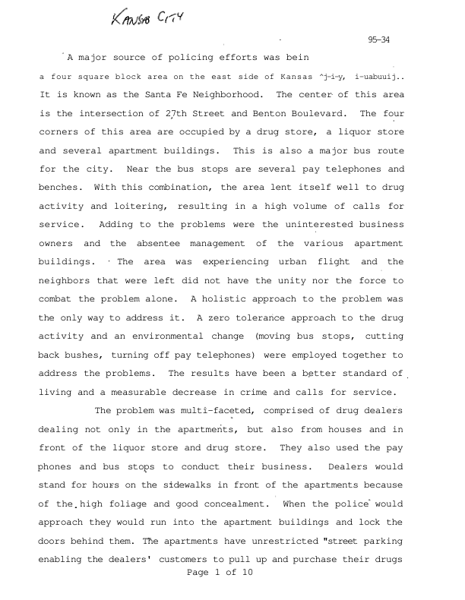 KANSAS CITY
95-34
A major source of policing efforts was bein
a four square block area on the east side of Kansas ^j-i-y, i-uabuuij..
It is known as the Santa Fe Neighborhood. The center of this area
is the intersection of 27th Street and Benton Boulevard. The four
corners of this area are occupied by a drug store, a liquor store
and several apartment buildings. This is also a major bus route
for the city. Near the bus stops are several pay telephones and
benches. With this combination, the area lent itself well to drug
activity and loitering, resulting in a high volume of calls for
service. Adding to the problems were the uninterested business
owners and the absentee management of the various apartment
buildings. The area was experiencing urban flight and the
neighbors that were left did not have the unity nor the force to
combat the problem alone. A holistic approach to the problem was
the only way to address it. A zero tolerance approach to the drug
activity and an environmental change (moving bus stops, cutting
back bushes, turning off pay telephones) were employed together to
address the problems. The results have been a better standard of
living and a measurable decrease in crime and calls for service.
The problem was multi-faceted, comprised of drug dealers
dealing not only in the apartments, but also from houses and in
front of the liquor store and drug store. They also used the pay
phones and bus stops to conduct their business. Dealers would
stand for hours on the sidewalks in front of the apartments because
of the high foliage and good concealment. When the police would
approach they would run into the apartment buildings and lock the
doors behind them. The apartments have unrestricted "street parking
enabling the dealers' customers to pull up and purchase their drugs
Page 1 of 10